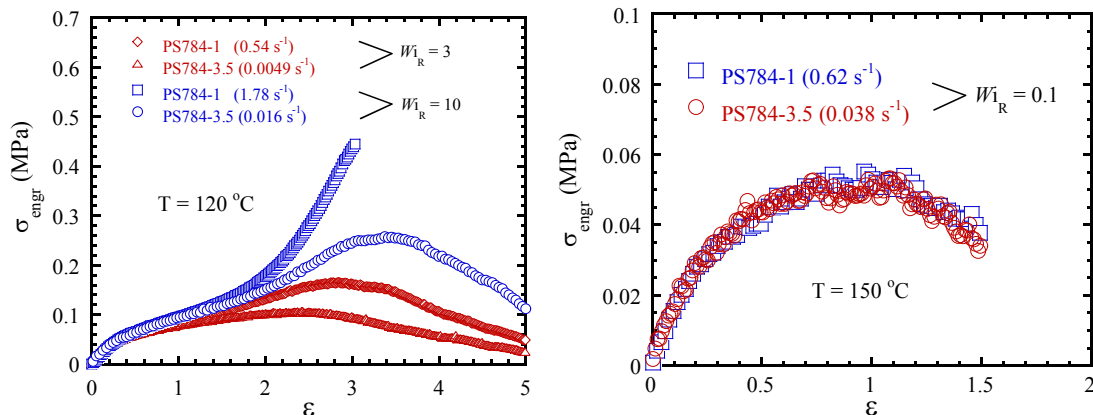 0.7
0.6
0.5
0.4
0.3
0.2
0.1
0
σengr (MPa)
PS784-1 (0.54 s⁻¹)
PS784-3.5 (0.0049 s⁻¹)
WiR = 3
PS784-1 (1.78 s⁻¹)
PS784-3.5 (0.016 s⁻¹)
WiR = 10
T = 120 °C
0 1 2 3 4 5
ε
0.1
0.08
0.06
0.04
0.02
0
σengr (MPa)
PS784-1 (0.62 s⁻¹)
PS784-3.5 (0.038 s⁻¹)
WiR = 0.1
T = 150 °C
0 0.5 1 1.5 2
ε